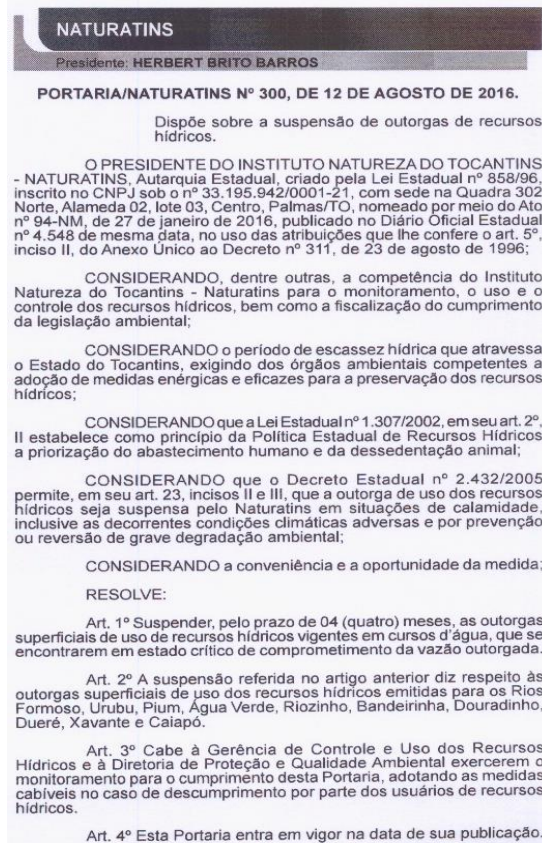 NATURATINS
Presidente: HERBERT BRITO BARROS
PORTARIA/NATURATINS Nº 300, DE 12 DE AGOSTO DE 2016.
Dispõe sobre a suspensão de outorgas de recursos
hídricos.
O PRESIDENTE DO INSTITUTO NATUREZA DO TOCANTINS
- NATURATINS, Autarquia Estadual, criado pela Lei Estadual nº 858/96,
inscrito no CNPJ sob o nº 33.195.942/0001-21, com sede na Quadra 302
Norte, Alameda 02, lote 03, Centro, Palmas/TO, nomeado por meio do Ato
nº 94-NM, de 27 de janeiro de 2016, publicado no Diário Oficial Estadual
nº 4.548 de mesma data, no uso das atribuições que lhe confere o art. 5º,
inciso II, do Anexo Único ao Decreto nº 311, de 23 de agosto de 1996;
CONSIDERANDO, dentre outras, a competência do Instituto
Natureza do Tocantins - Naturatins para o monitoramento, o uso e o
controle dos recursos hídricos, bem como a fiscalização do cumprimento
da legislação ambiental;
CONSIDERANDO o período de escassez hídrica que atravessa
o Estado do Tocantins, exigindo dos órgãos ambientais competentes a
adoção de medidas enérgicas e eficazes para a preservação dos recursos
hídricos;
CONSIDERANDO que a Lei Estadual nº 1.307/2002, em seu art. 2º,
II estabelece como princípio da Política Estadual de Recursos Hídricos
a priorização do abastecimento humano e da dessedentação animal;
CONSIDERANDO que o Decreto Estadual nº 2.432/2005
permite, em seu art. 23, incisos II e III, que a outorga de uso dos recursos
hídricos seja suspensa pelo Naturatins em situações de calamidade,
inclusive as decorrentes condições climáticas adversas e por prevenção
ou reversão de grave degradação ambiental;
CONSIDERANDO a conveniência e a oportunidade da medida;
RESOLVE:
Art. 1º Suspender, pelo prazo de 04 (quatro) meses, as outorgas
superficiais de uso de recursos hídricos vigentes em cursos d'água, que se
encontrarem em estado crítico de comprometimento da vazão outorgada.
Art. 2º A suspensão referida no artigo anterior diz respeito às
outorgas superficiais de uso dos recursos hídricos emitidas para os Rios
Formoso, Urubu, Pium, Água Verde, Riozinho, Bandeirinha, Douradinho,
Dueré, Xavante e Caiapó.
Art. 3º Cabe à Gerência de Controle e Uso dos Recursos
Hídricos e à Diretoria de Proteção e Qualidade Ambiental exercerem o
monitoramento para o cumprimento desta Portaria, adotando as medidas
cabíveis no caso de descumprimento por parte dos usuários de recursos
hídricos.
Art. 4º Esta Portaria entra em vigor na data de sua publicação.